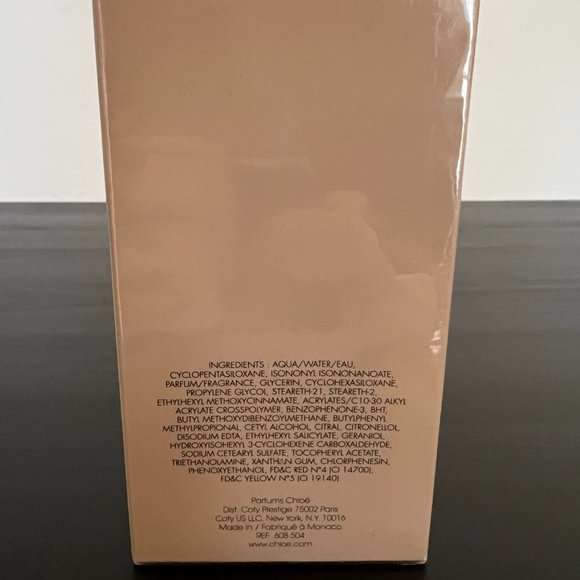 INGREDIENTS : AQUA/WATER/EAU,
CYCLOPENTASILOXANE, ISONONYL ISONONANOATE,
PARFUM/FRAGRANCE, GLYCERIN, CYCLOHEXASILOXANE,
PROPYLENE GLYCOL, STEARETH-21, STEARETH-2,
ETHYLHEXYL METHOXYCINNAMATE, ACRYLATES/C10-30 ALKYL
ACRYLATE CROSSPOLYMER, BENZOPHENONE-3, BHT,
BUTYL METHOXYDIBENZOYLMETHANE, BUTYLPHENYL
METHYLPROPIONAL, CETYL ALCOHOL, CITRAL, CITRONELLOL,
DISODIUM EDTA, ETHYLHEXYL SALICYLATE, GERANIOL,
HYDROXYISOHEXYL 3-CYCLOHEXENE CARBOXALDEHYDE,
SODIUM CETEARYL SULFATE, TOCOPHERYL ACETATE,
TRIETHANOLAMINE, XANTHAN GUM, CHLORPHENESIN,
PHENOXYETHANOL, FD&C RED N°4 (CI 14700),
FD&C YELLOW N°5 (CI 19140)
Parfums Chloé
Dist. Coty Prestige 75002 Paris
Coty US LLC. New York, N.Y. 10016
Made in / Fabriqué à Monaco
REF. 608 504
www.chloe.com